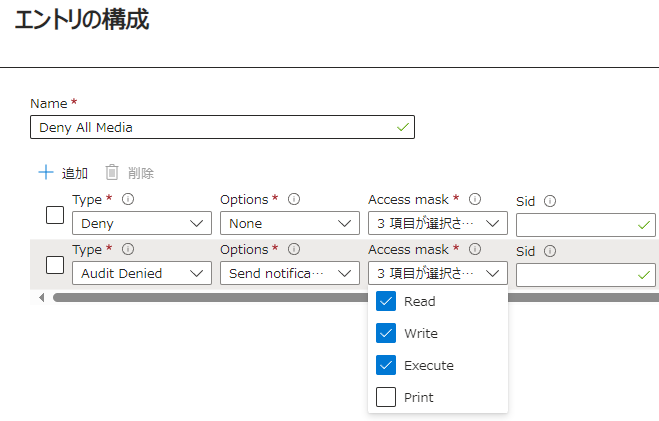 エントリの構成
Name *
Deny All Media
追加 削除
Type * Options * Access mask * Sid
Deny None 3 項目が選択さ...
Type * Options * Access mask * Sid
Audit Denied Send notifica... 3 項目が選択さ...
Read
Write
Execute
Print